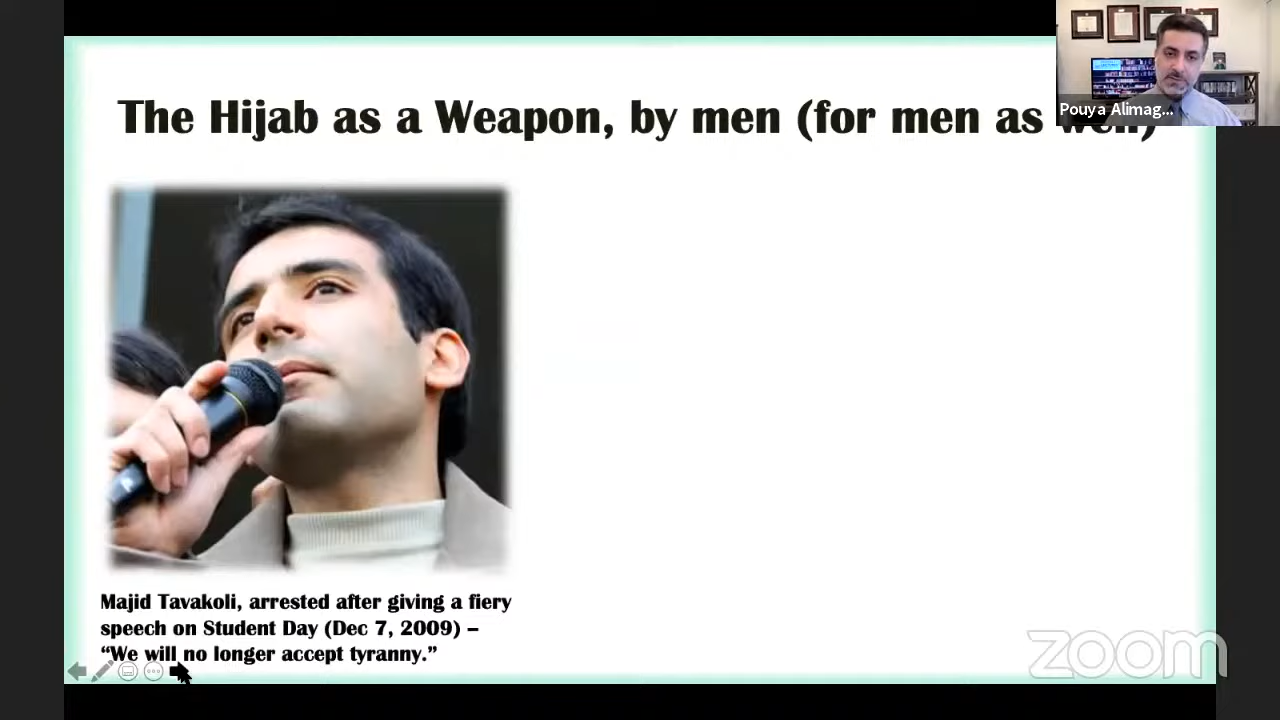 The Hijab as a Weapon, by men (for men as well)
Pouya Alimag...
Majid Tavakoli, arrested after giving a fiery
speech on Student Day (Dec 7, 2009) –
“We will no longer accept tyranny.”
zoom